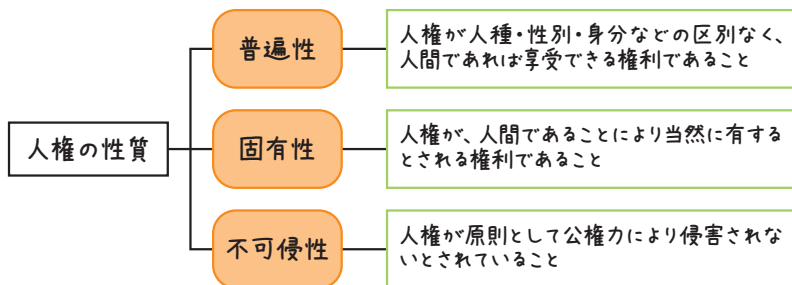 人権の性質
普遍性
人権が人種・性別・身分などの区別なく、
人間であれば享受できる権利であること
固有性
人権が、人間であることにより当然に有する
とされる権利であること
不可侵性
人権が原則として公権力により侵害されな
いとされていること